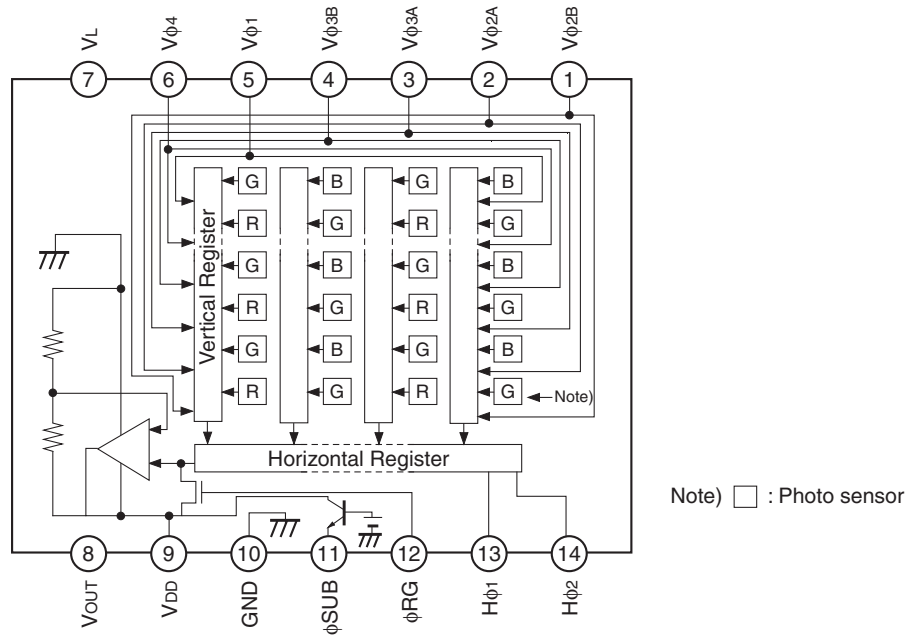 VL Vϕ4 Vϕ1 Vϕ3B Vϕ3A Vϕ2A Vϕ2B
7 6 5 4 3 2 1
Vertical Register
G B G B
R G R G
G B G B
R G R G
G B G B
R G R G
Note)
Horizontal Register
Note) : Photo sensor
8 9 10 11 12 13 14
VOUT VDD GND ϕSUB ϕRG Hϕ1 Hϕ2